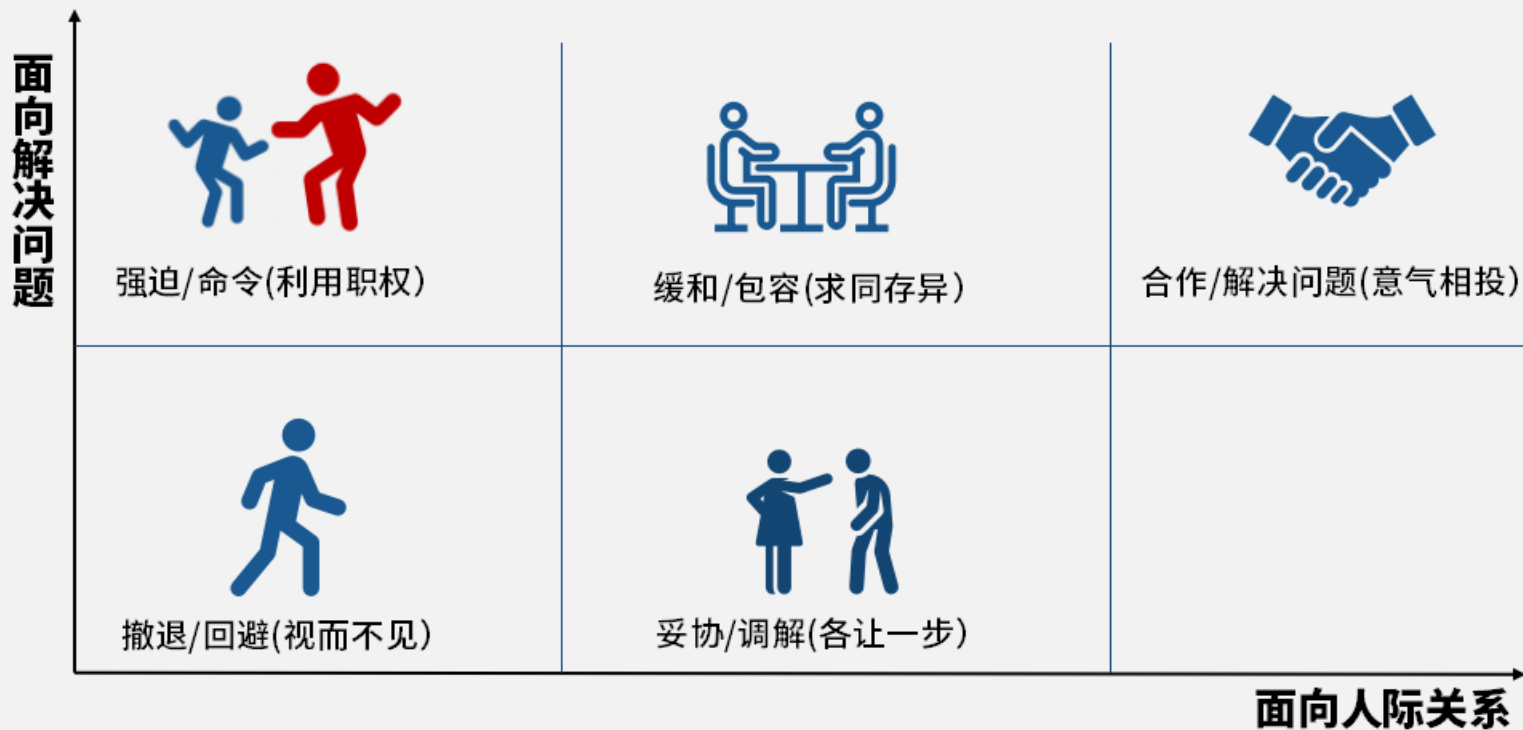 面向解决问题
强迫/命令(利用职权）
缓和/包容(求同存异）
合作/解决问题(意气相投）
撤退/回避(视而不见）
妥协/调解(各让一步）
面向人际关系